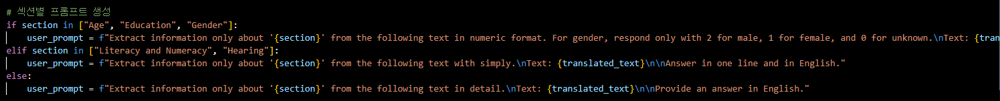 # 섹션별 프롬프트 생성
if section in ["Age", "Education", "Gender"]:
    user_prompt = f"Extract information only about '{section}' from the following text in numeric format. For gender, respond only with 2 for male, 1 for female, and 0 for unknown.\nText: {tran
elif section in ["Literacy and Numeracy", "Hearing"]:
    user_prompt = f"Extract information only about '{section}' from the following text with simply.\nText: {translated_text}\n\nAnswer in one line and in English."
else:
    user_prompt = f"Extract information only about '{section}' from the following text in detail.\nText: {translated_text}\n\nProvide an answer in English."